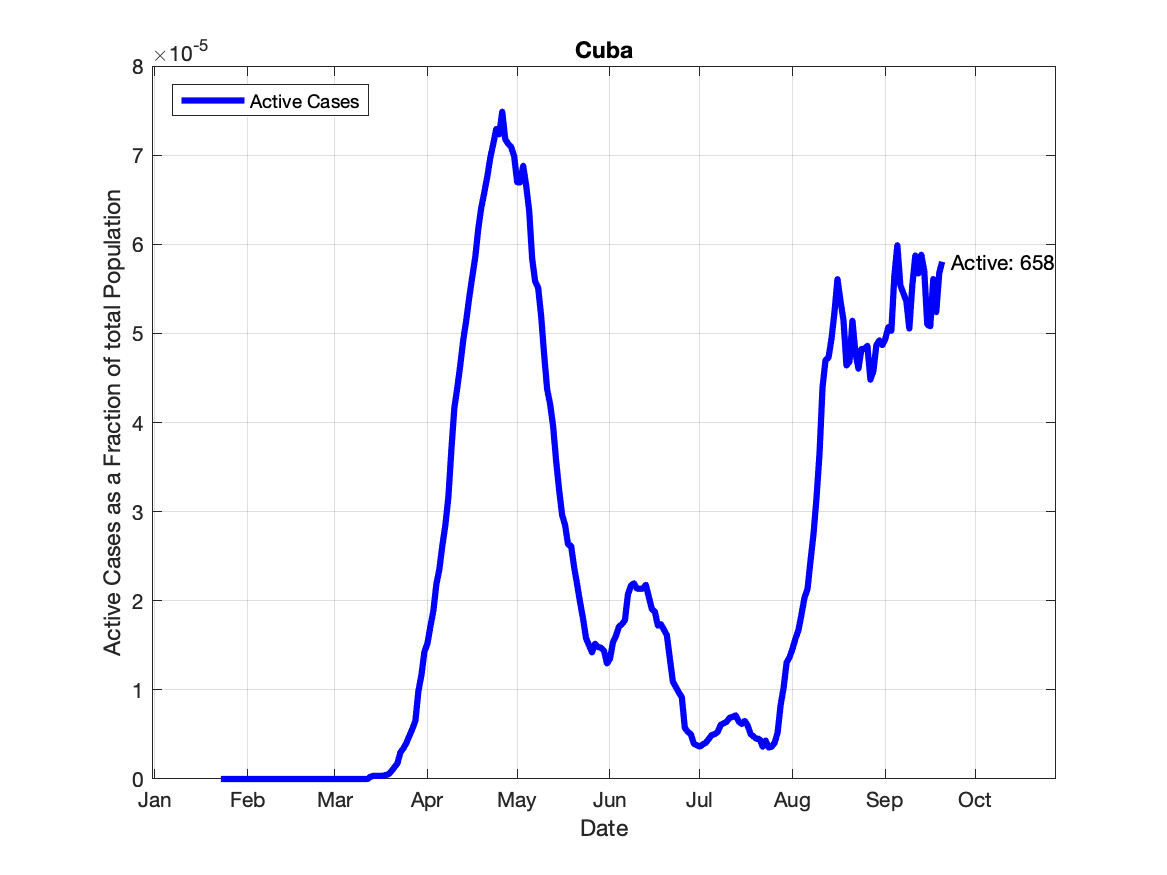 Cuba
×10-5
8
7
6
5
4
3
2
1
0
Active Cases
Active: 658
Active Cases as a Fraction of total Population
Jan Feb Mar Apr May Jun Jul Aug Sep Oct
Date